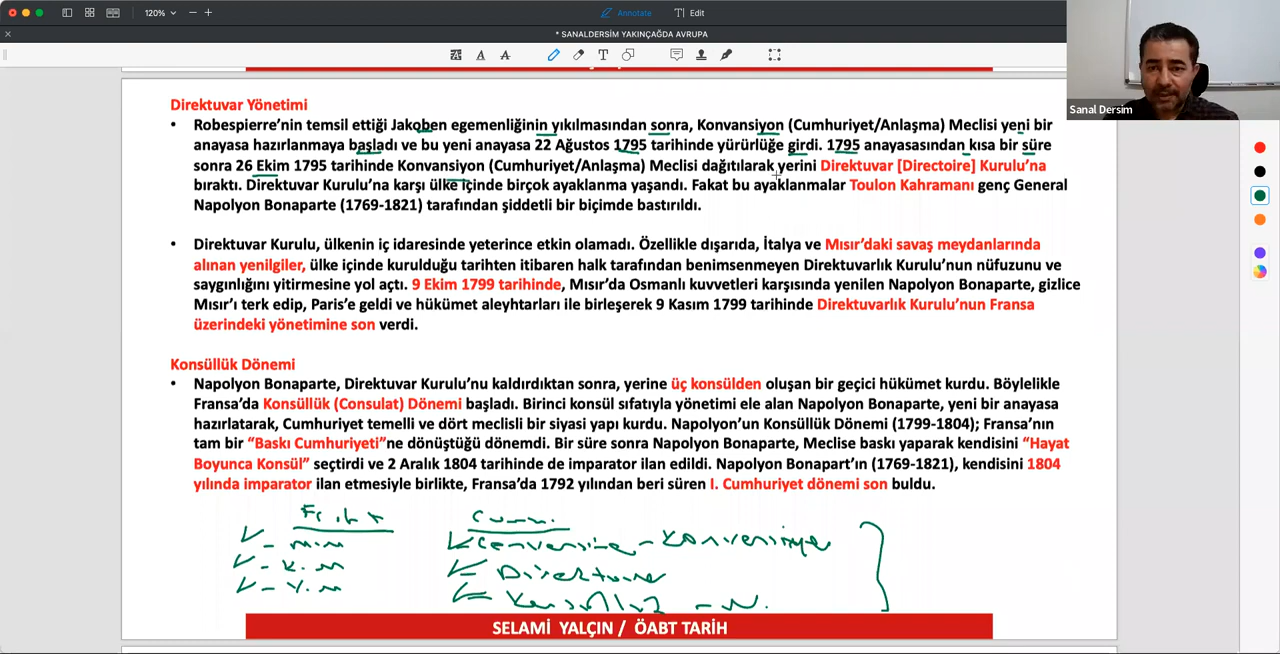 120%
Annotate
Edit
* SANALDERSIM YAKINÇAĞDA AVRUPA
Sanal Dersim
Direktuvar Yönetimi
• Robespierre’nin temsil ettiği Jakoben egemenliğinin yıkılmasından sonra, Konvansiyon (Cumhuriyet/Anlaşma) Meclisi yeni bir
anayasa hazırlanmaya başladı ve bu yeni anayasa 22 Ağustos 1795 tarihinde yürürlüğe girdi. 1795 anayasasından kısa bir süre
sonra 26 Ekim 1795 tarihinde Konvansiyon (Cumhuriyet/Anlaşma) Meclisi dağıtılarak yerini Direktuvar [Directoire] Kurulu’na
bıraktı. Direktuvar Kurulu’na karşı ülke içinde birçok ayaklanma yaşandı. Fakat bu ayaklanmalar Toulon Kahramanı genç General
Napolyon Bonaparte (1769-1821) tarafından şiddetli bir biçimde bastırıldı.
• Direktuvar Kurulu, ülkenin iç idaresinde yeterince etkin olamadı. Özellikle dışarıda, İtalya ve Mısır’daki savaş meydanlarında
alınan yenilgiler, ülke içinde kurulduğu tarihten itibaren halk tarafından benimsenmeyen Direktuvarlık Kurulu’nun nüfuzunu ve
saygınlığını yitirmesine yol açtı. 9 Ekim 1799 tarihinde, Mısır’da Osmanlı kuvvetleri karşısında yenilen Napolyon Bonaparte, gizlice
Mısır’ı terk edip, Paris’e geldi ve hükümet aleyhtarları ile birleşerek 9 Kasım 1799 tarihinde Direktuvarlık Kurulu’nun Fransa
üzerindeki yönetimine son verdi.
Konsüllük Dönemi
• Napolyon Bonaparte, Direktuvar Kurulu’nu kaldırdıktan sonra, yerine üç konsülden oluşan bir geçici hükümet kurdu. Böylelikle
Fransa’da Konsüllük (Consulat) Dönemi başladı. Birinci konsül sıfatıyla yönetimi ele alan Napolyon Bonaparte, yeni bir anayasa
hazırlatarak, Cumhuriyet temelli ve dört meclisli bir siyasi yapı kurdu. Napolyon’un Konsüllük Dönemi (1799-1804); Fransa’nın
tam bir “Baskı Cumhuriyeti”ne dönüştüğü dönemdi. Bir süre sonra Napolyon Bonaparte, Meclise baskı yaparak kendisini “Hayat
Boyunca Konsül” seçtirdi ve 2 Aralık 1804 tarihinde de imparator ilan edildi. Napolyon Bonapart’ın (1769-1821), kendisini 1804
yılında imparator ilan etmesiyle birlikte, Fransa’da 1792 yılından beri süren I. Cumhuriyet dönemi son buldu.
Cumh.
- K.M
- Y.M
SELAMİ YALÇIN / ÖABT TARİH